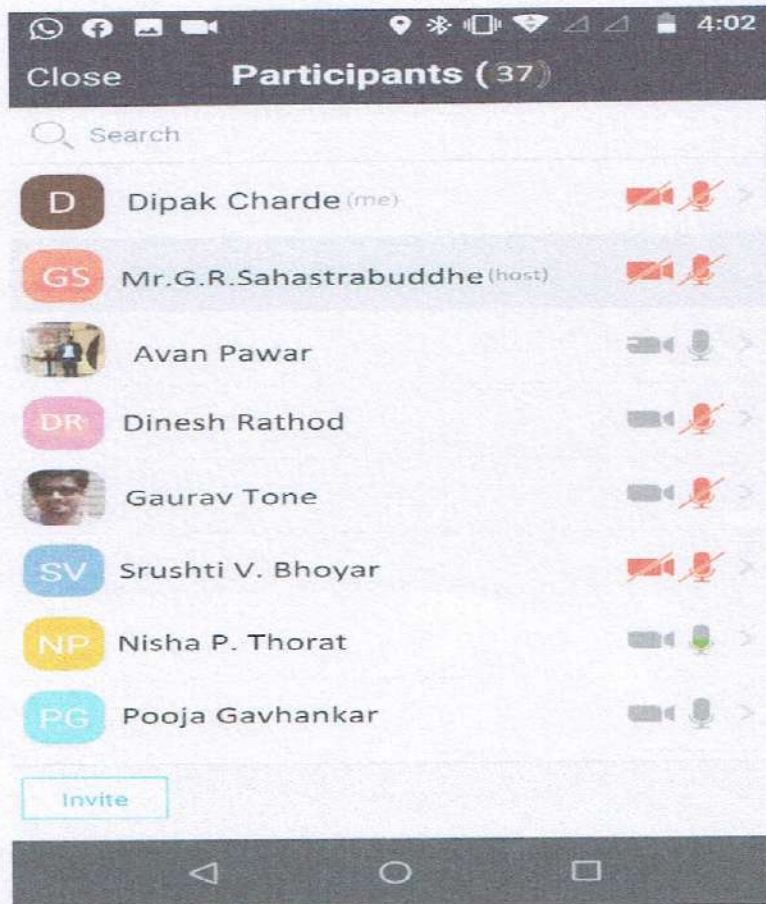 4:02
Close Participants (37)
Search
D Dipak Charde (me)
GS Mr.G.R.Sahastrabuddhe (host)
Avan Pawar
DR Dinesh Rathod
Gaurav Tone
SV Srushti V. Bhoyar
NP Nisha P. Thorat
PG Pooja Gavhankar
Invite